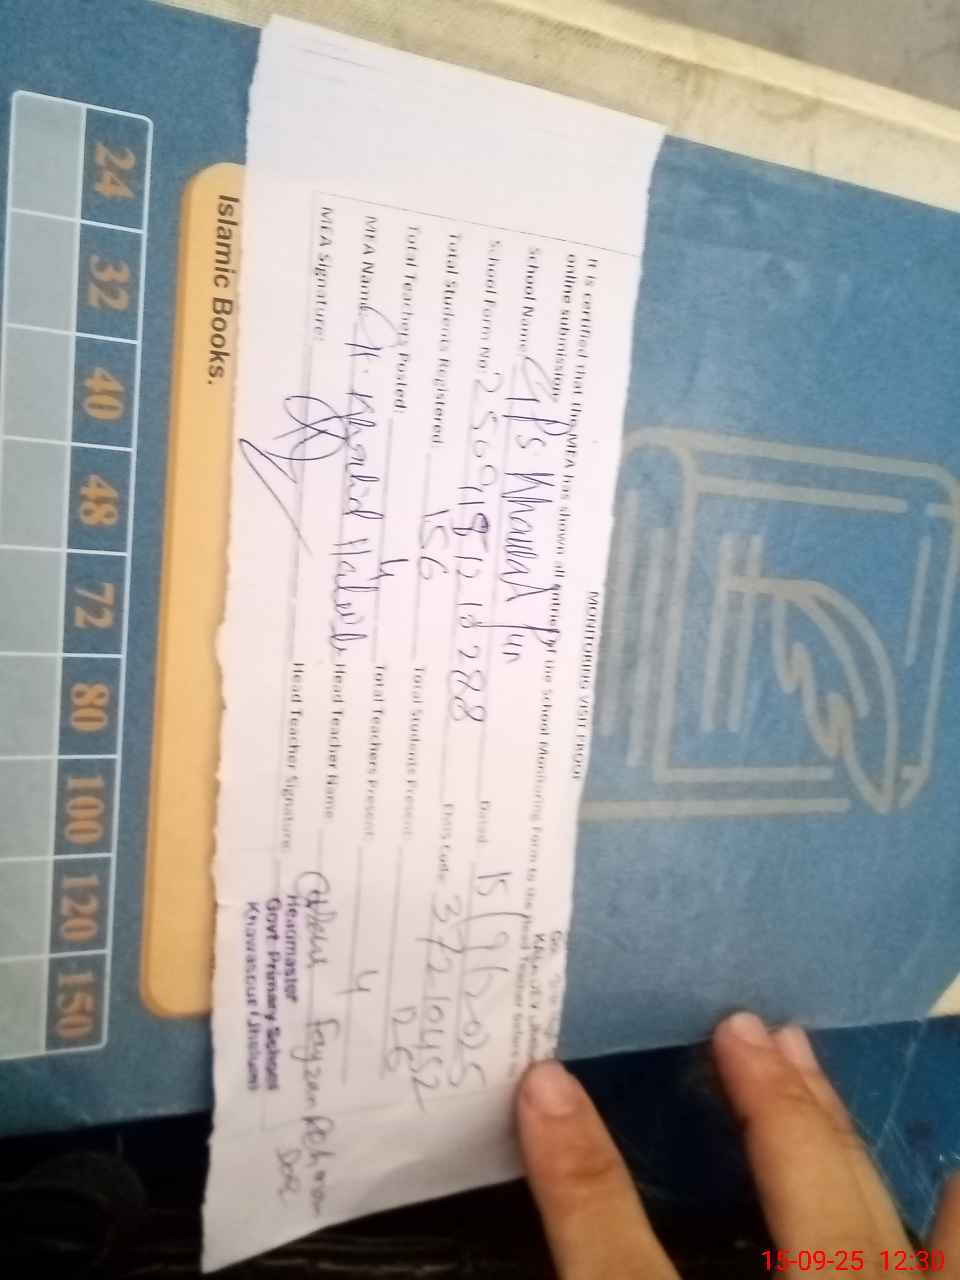 MONITORING VISIT PROOF
It is certified that the MEA has shown all entries of the School Monitoring Form to the Head Teacher before
online submission.
School Name: GPS Khawas Pur Dated: 15/9/2025
School Form No: Emis Code: 37210452
Total Students Registered: 156 Total Students Present: 126
Total Teachers Posted: 4 Total Teachers Present: 4
MEA Name: Khalid Habib Head Teacher Name: Fayzan Rehman
MEA Signature: Head Teacher Signature:
Headmaster
Govt. Primary School
Khawaspur (Jhelum)
Islamic Books.
24 32 40 48 72 80 100 120 150
15-09-25 12:30